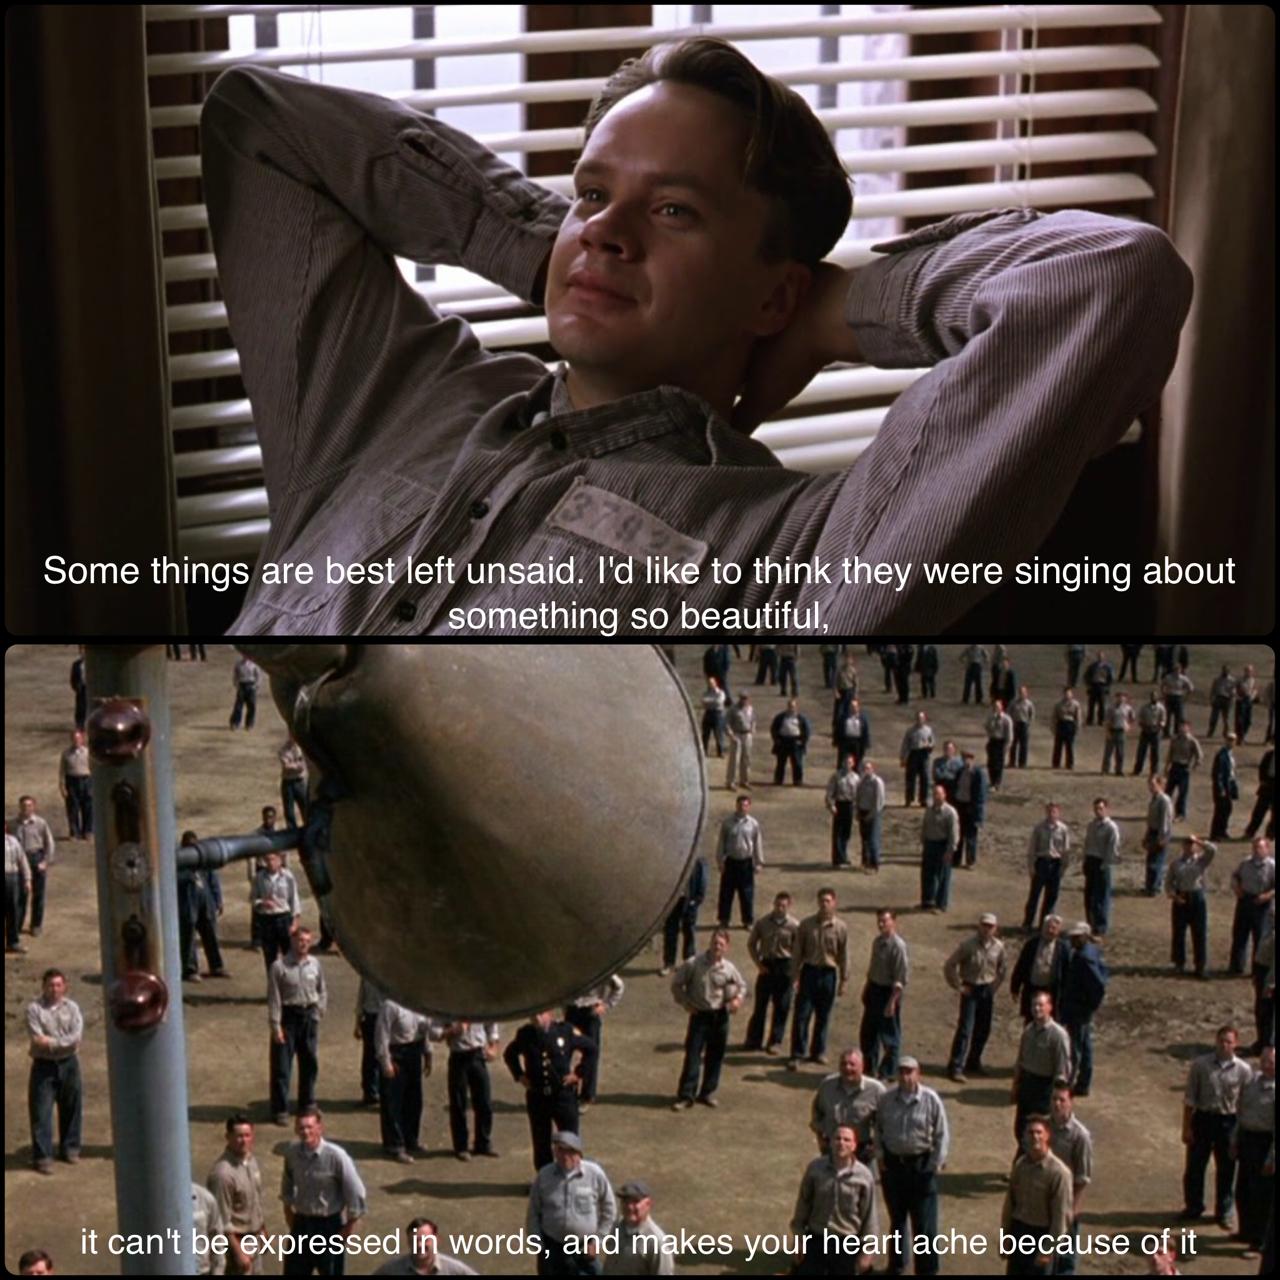 379
Some things are best left unsaid. I'd like to think they were singing about
something so beautiful,
it can't be expressed in words, and makes your heart ache because of it